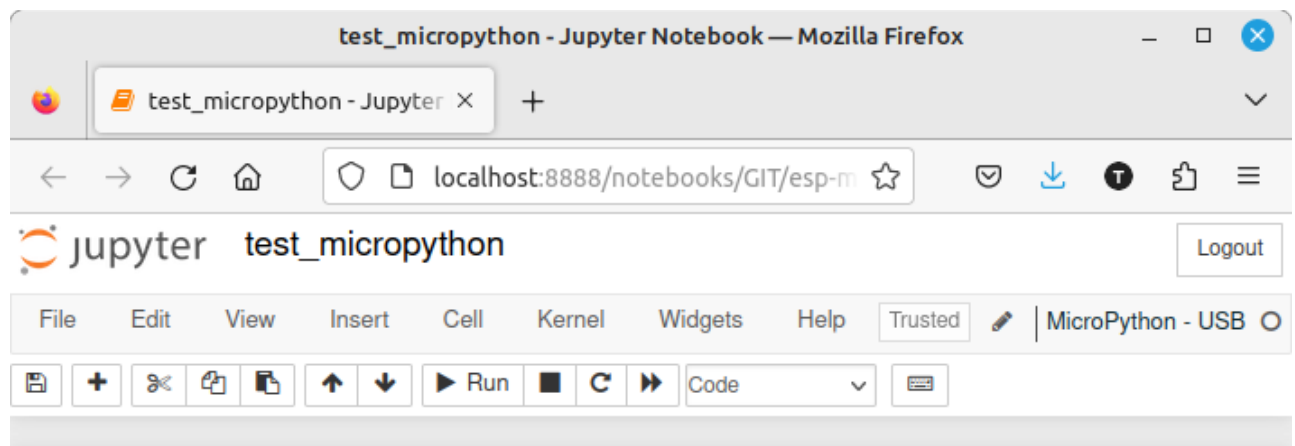 test_micropython - Jupyter Notebook — Mozilla Firefox
test_micropython - Jupyter
localhost:8888/notebooks/GIT/esp-m
T
jupyter test_micropython Logout
File Edit View Insert Cell Kernel Widgets Help Trusted MicroPython - USB
Run Code